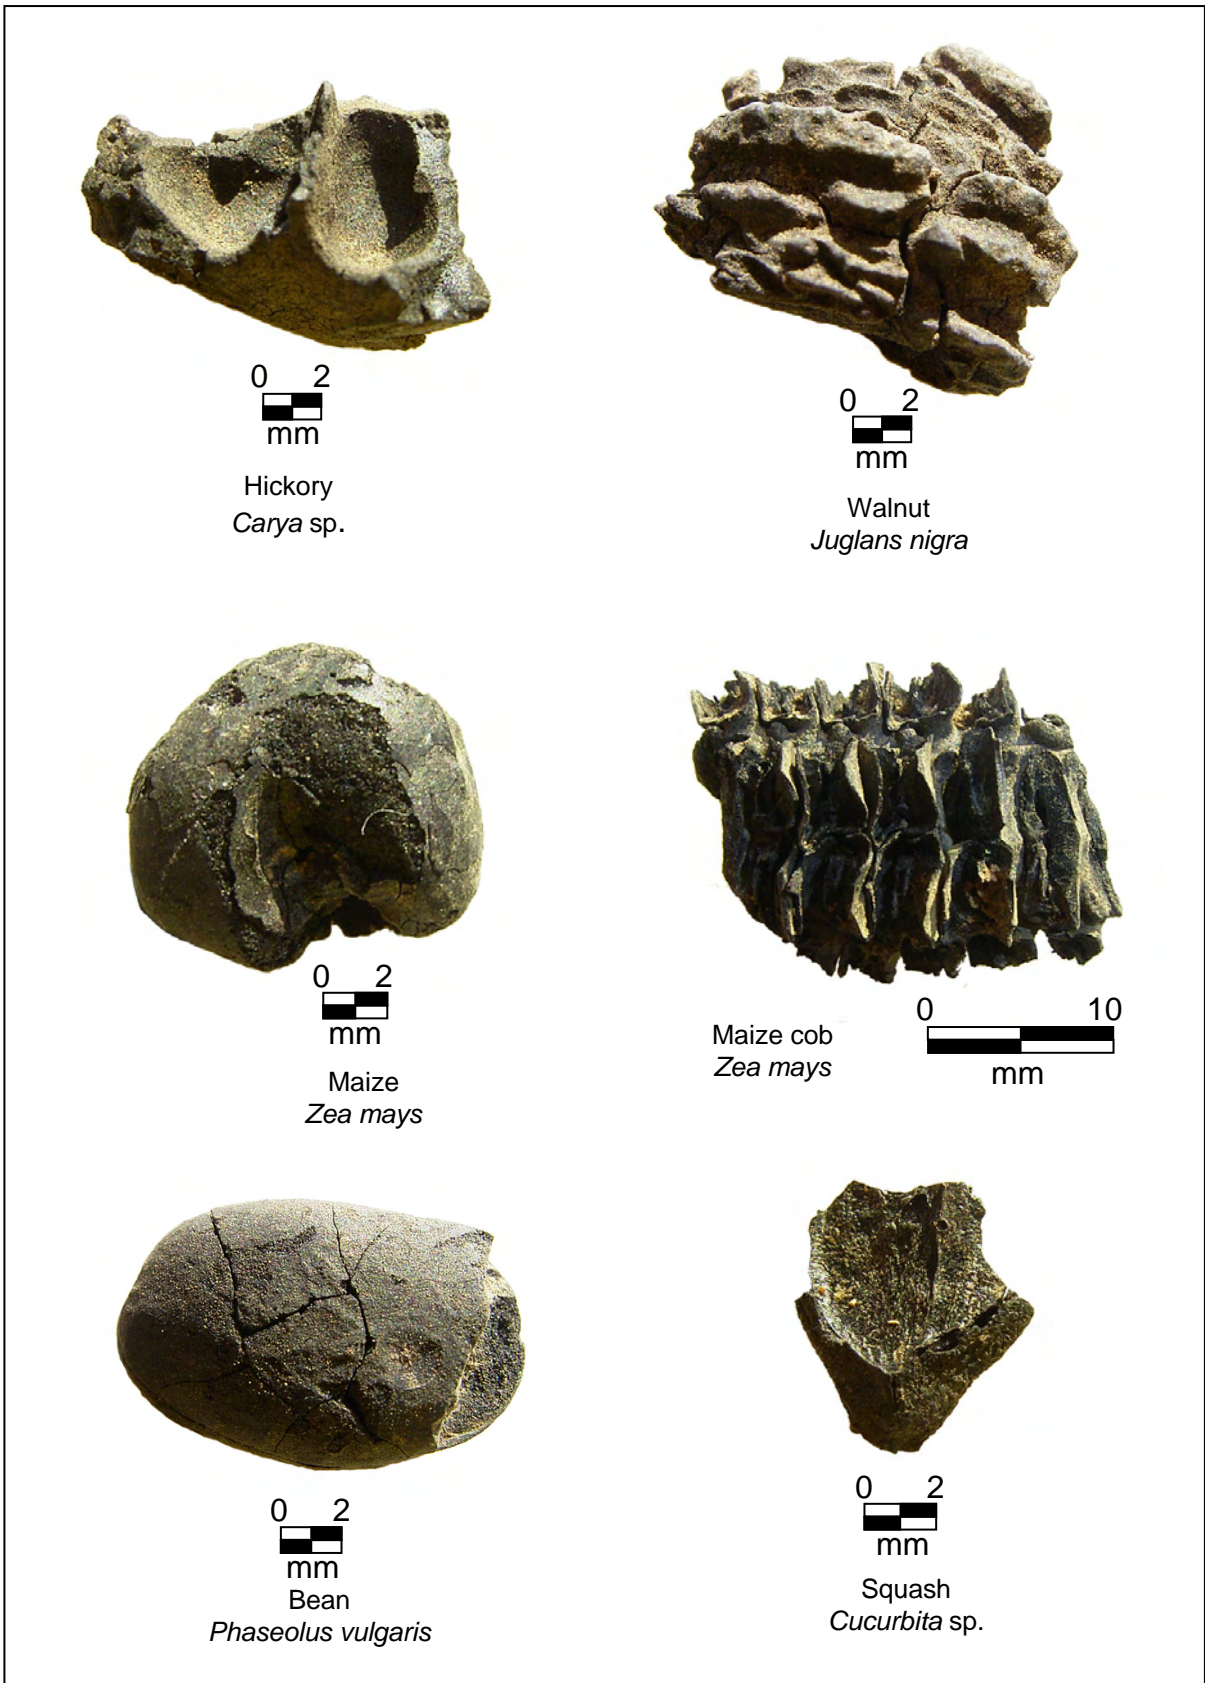 0 2
mm
Hickory
Carya sp.
0 2
mm
Walnut
Juglans nigra
0 2
mm
Maize
Zea mays
0 10
mm
Maize cob
Zea mays
0 2
mm
Bean
Phaseolus vulgaris
0 2
mm
Squash
Cucurbita sp.